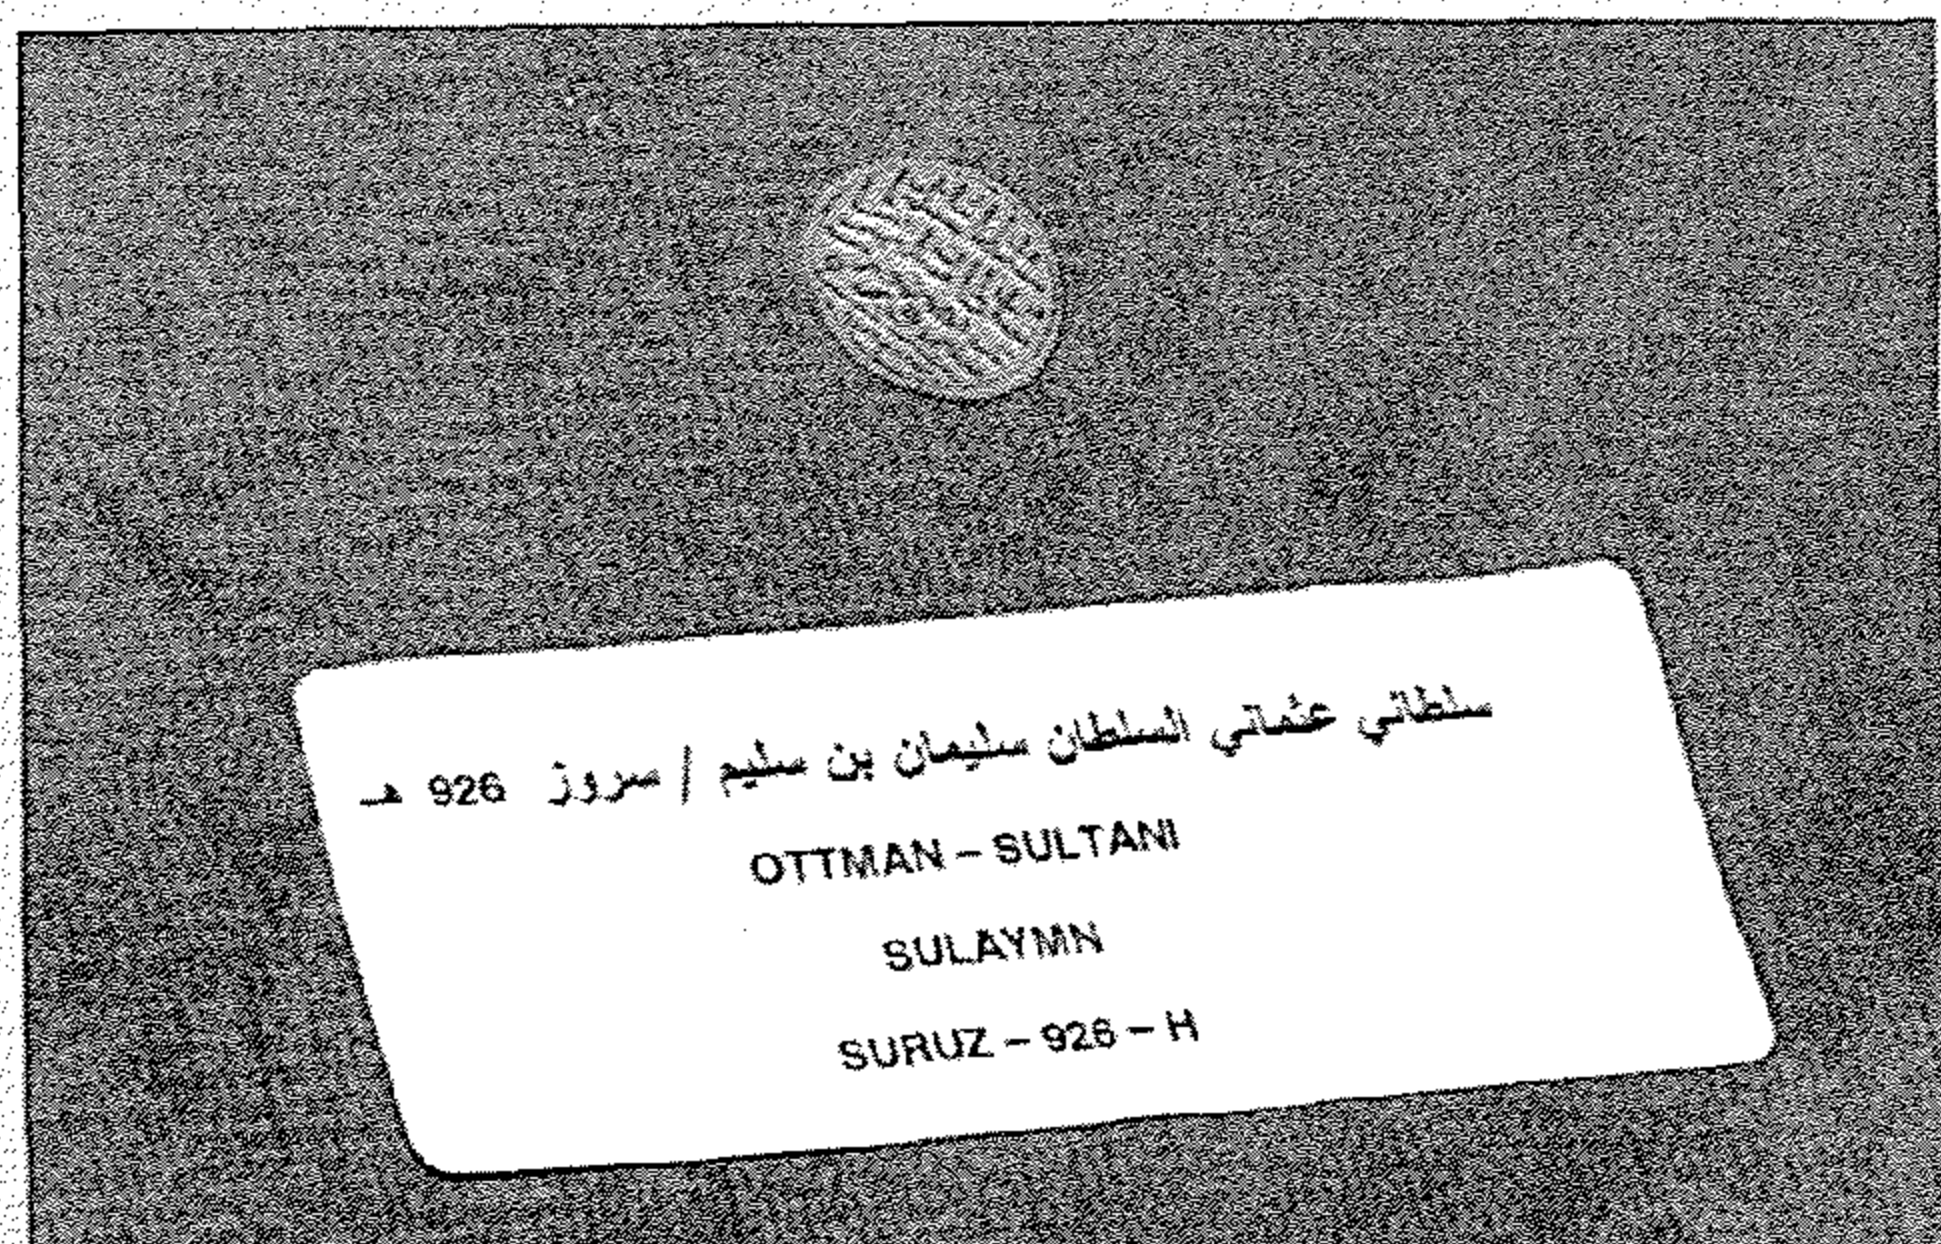 سلطاني عثماني السلطان سليمان بن سليم / سروز 926 هـ
OTTMAN – SULTANI
SULAYMN
SURUZ – 926 – H